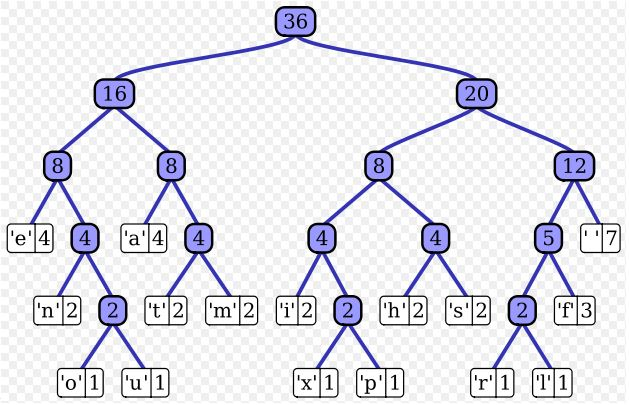 36
16 20
8 8 8 12
'e' 4 4 'a' 4 4 4 4 5 ' ' 7
'n' 2 2 't' 2 'm' 2 'i' 2 2 'h' 2 's' 2 2 'f' 3
'o' 1 'u' 1 'x' 1 'p' 1 'r' 1 'l' 1